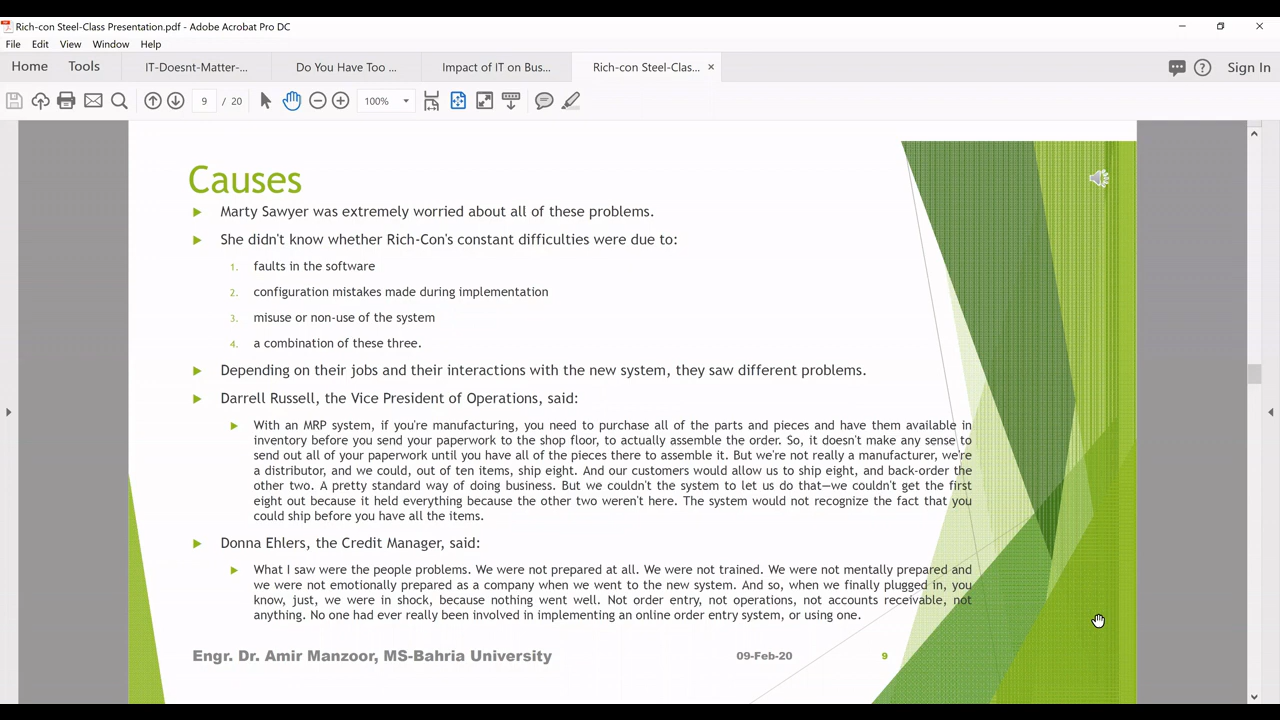 Rich-con Steel-Class Presentation.pdf - Adobe Acrobat Pro DC
File Edit View Window Help
Home Tools IT-Doesnt-Matter-... Do You Have Too ... Impact of IT on Bus... Rich-con Steel-Clas... ×
9 / 20 100%
Sign In
Causes
Marty Sawyer was extremely worried about all of these problems.
She didn't know whether Rich-Con's constant difficulties were due to:
1. faults in the software
2. configuration mistakes made during implementation
3. misuse or non-use of the system
4. a combination of these three.
Depending on their jobs and their interactions with the new system, they saw different problems.
Darrell Russell, the Vice President of Operations, said:
With an MRP system, if you're manufacturing, you need to purchase all of the parts and pieces and have them available in
inventory before you send your paperwork to the shop floor, to actually assemble the order. So, it doesn't make any sense to
send out all of your paperwork until you have all of the pieces there to assemble it. But we're not really a manufacturer, we're
a distributor, and we could, out of ten items, ship eight. And our customers would allow us to ship eight, and back-order the
other two. A pretty standard way of doing business. But we couldn't the system to let us do that—we couldn't get the first
eight out because it held everything because the other two weren't here. The system would not recognize the fact that you
could ship before you have all the items.
Donna Ehlers, the Credit Manager, said:
What I saw were the people problems. We were not prepared at all. We were not trained. We were not mentally prepared and
we were not emotionally prepared as a company when we went to the new system. And so, when we finally plugged in, you
know, just, we were in shock, because nothing went well. Not order entry, not operations, not accounts receivable, not
anything. No one had ever really been involved in implementing an online order entry system, or using one.
Engr. Dr. Amir Manzoor, MS-Bahria University 09-Feb-20 9